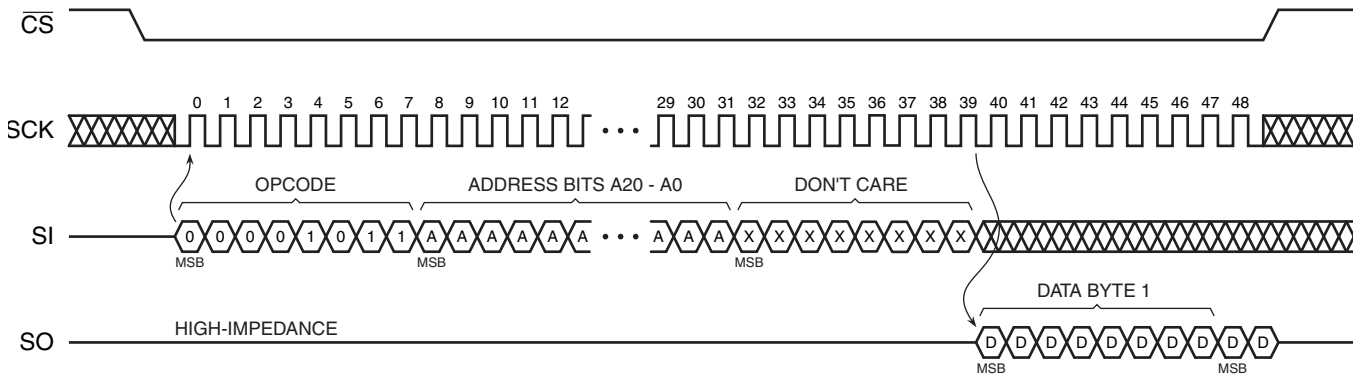 CS
0 1 2 3 4 5 6 7 8 9 10 11 12 29 30 31 32 33 34 35 36 37 38 39 40 41 42 43 44 45 46 47 48
SCK
OPCODE ADDRESS BITS A20 - A0 DON'T CARE
SI 0 0 0 0 1 0 1 1 A A A A A A A A A X X X X X X X X
MSB MSB MSB
DATA BYTE 1
HIGH-IMPEDANCE
SO D D D D D D D D D D
MSB MSB